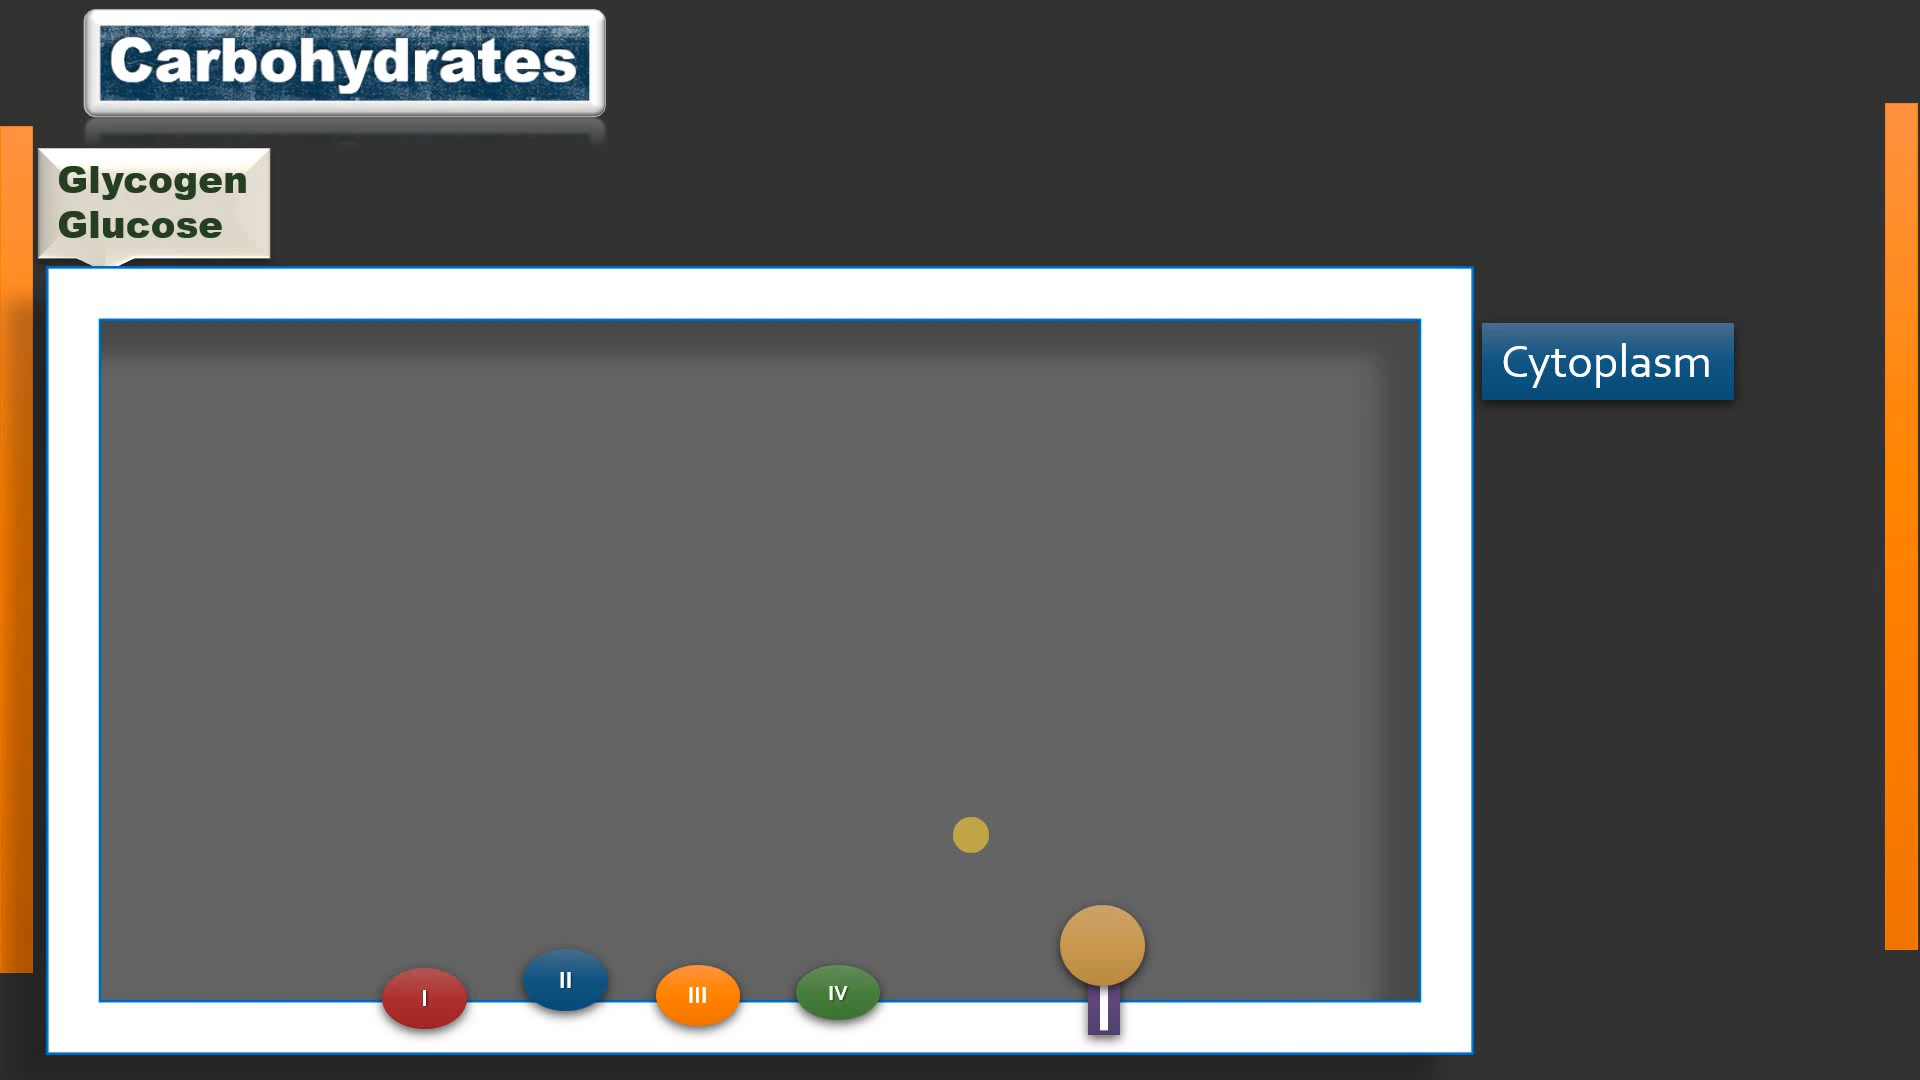 Carbohydrates
Glycogen
Glucose
Cytoplasm
I
II
III
IV